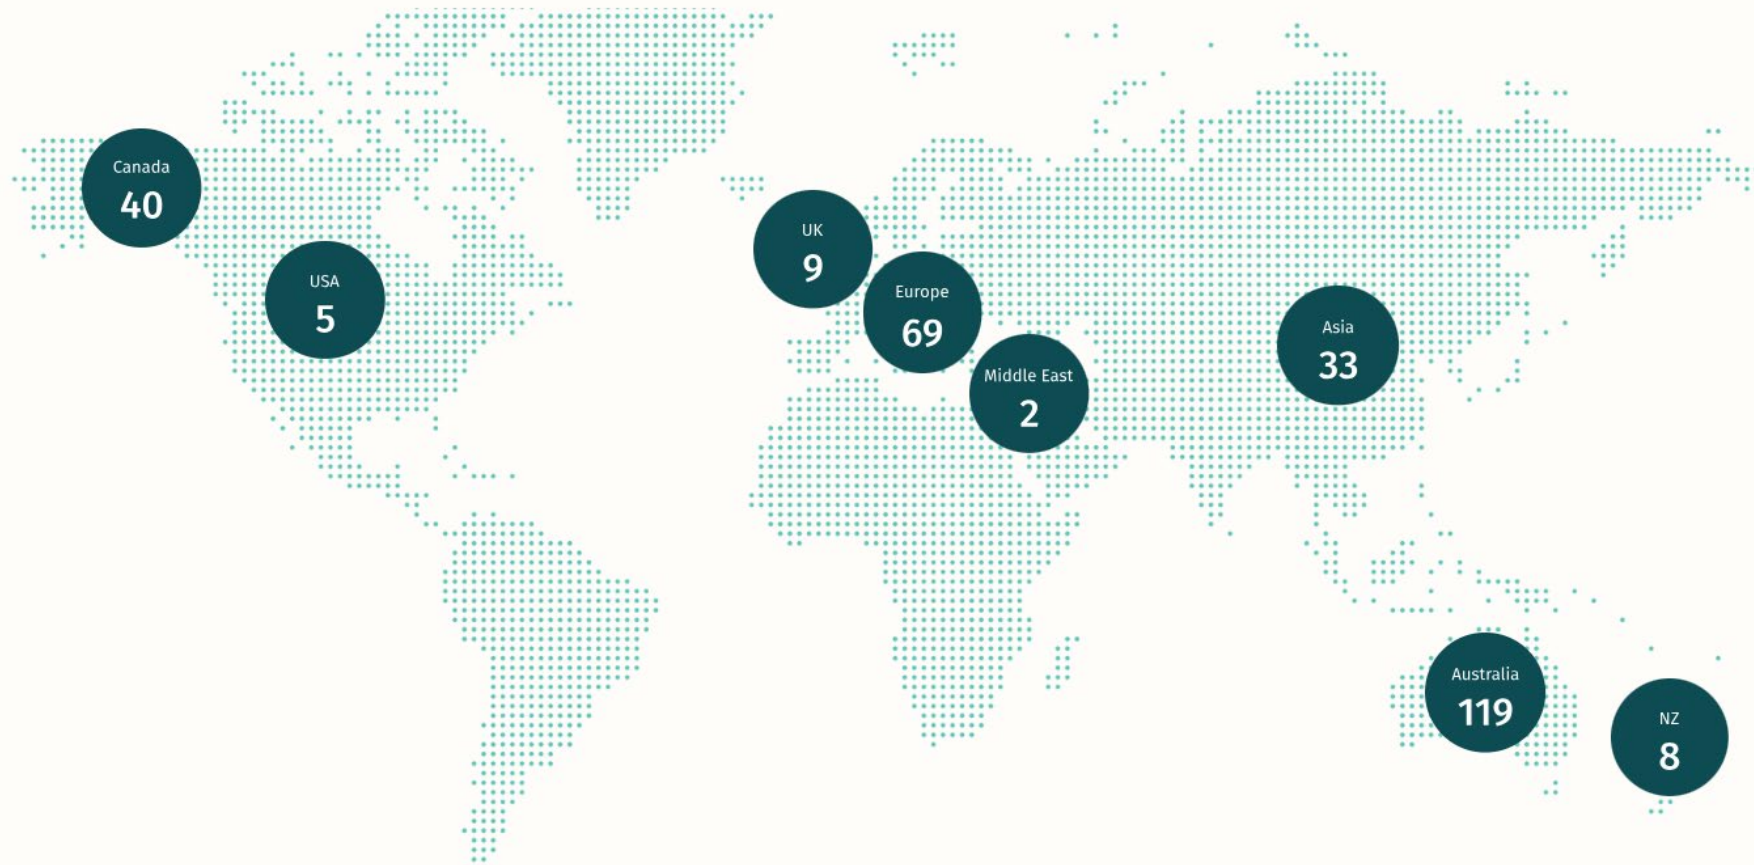 Canada
40
USA
5
UK
9
Europe
69
Middle East
2
Asia
33
Australia
119
NZ
8